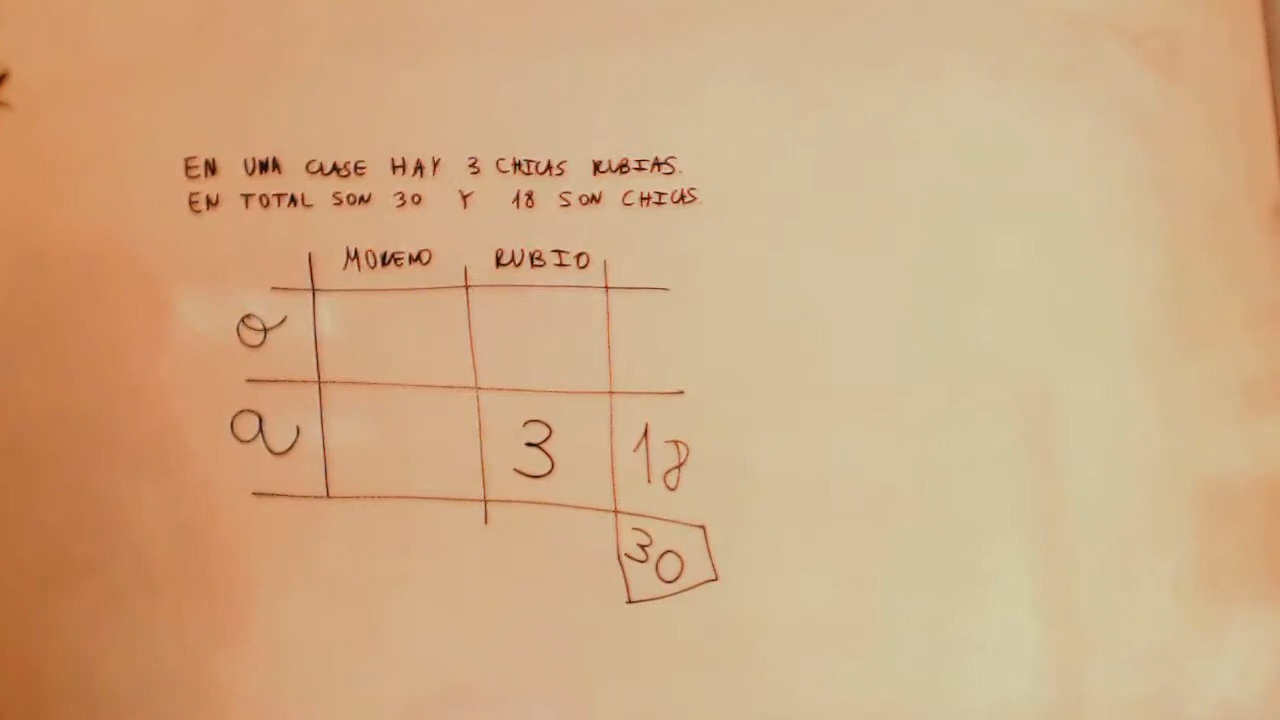 EN UNA CLASE HAY 3 CHICAS RUBIAS.
EN TOTAL SON 30 Y 18 SON CHICAS
MORENO RUBIO
o
a 3 18
30